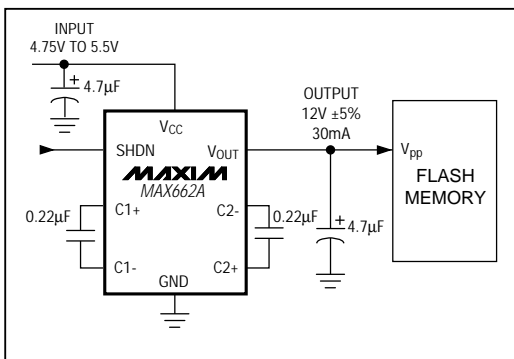 INPUT
4.75V TO 5.5V
+
4.7µF
OUTPUT
12V ±5%
30mA
VCC
SHDN
VOUT
MAXIM
MAX662A
Vpp
FLASH
MEMORY
0.22µF
C1+
C2-
0.22µF
+
4.7µF
C1-
C2+
GND